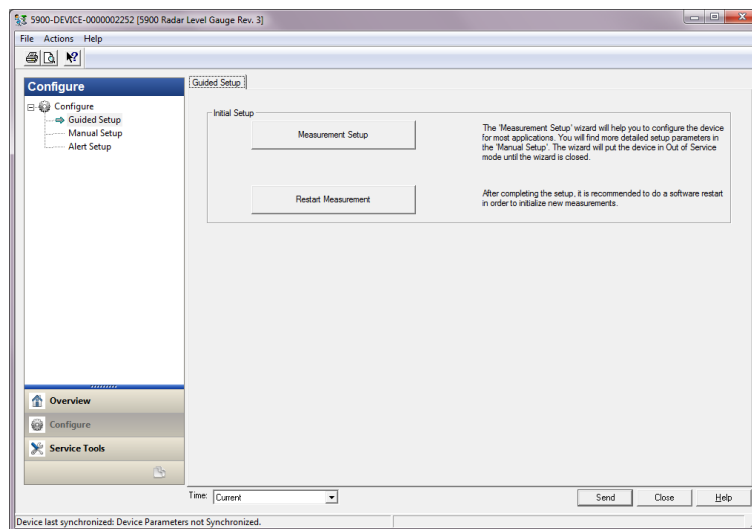 5900-DEVICE-0000002252 [5900 Radar Level Gauge Rev. 3]
File Actions Help
Configure
Configure
Guided Setup
Manual Setup
Alert Setup
Overview
Configure
Service Tools
Guided Setup
Initial Setup
Measurement Setup
The 'Measurement Setup' wizard will help you to configure the device
for most applications. You will find more detailed setup parameters in
the 'Manual Setup'. The wizard will put the device in Out of Service
mode until the wizard is closed.
Restart Measurement
After completing the setup, it is recommended to do a software restart
in order to initialize new measurements.
Time: Current
Send Close Help
Device last synchronized: Device Parameters not Synchronized.